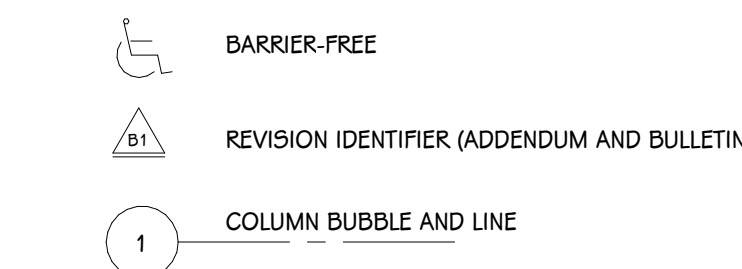 BARRIER-FREE
B1
REVISION IDENTIFIER (ADDENDUM AND BULLETIN
COLUMN BUBBLE AND LINE
1